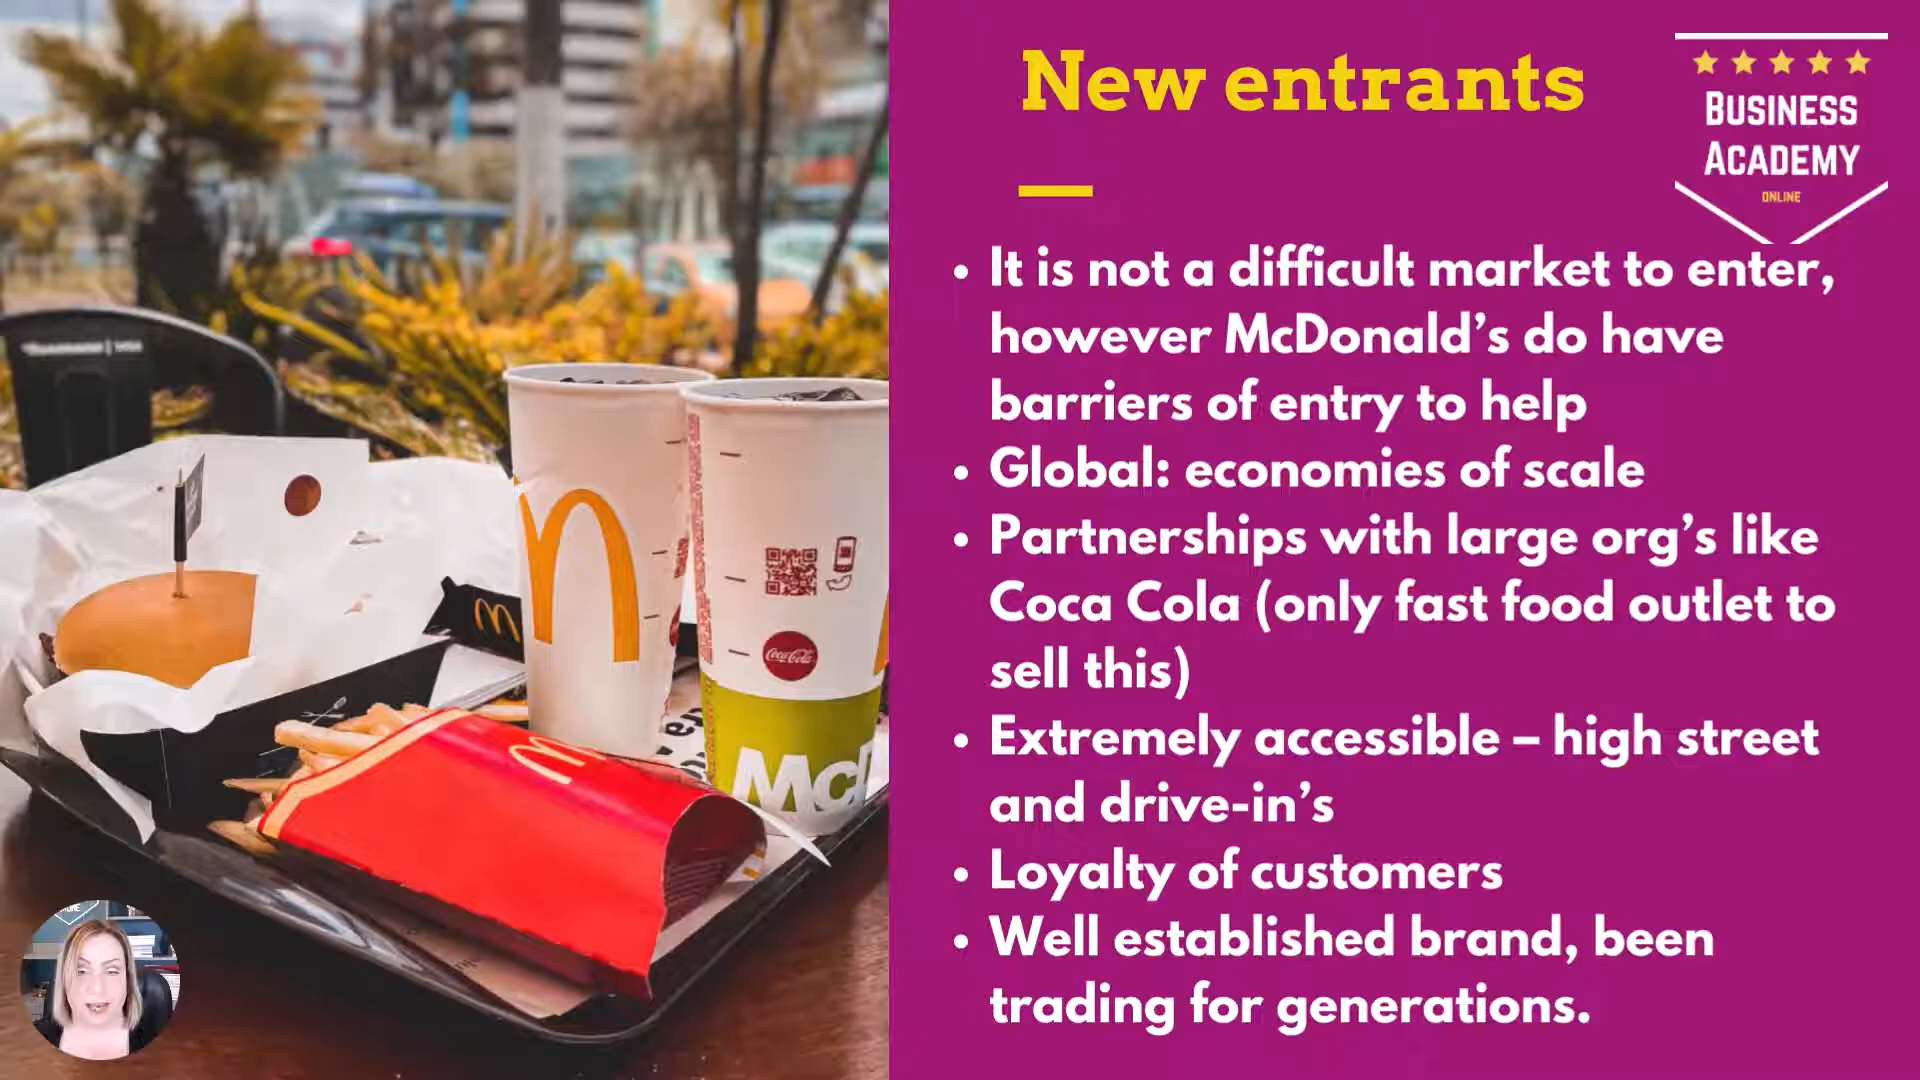 New entrants
BUSINESS
ACADEMY
ONLINE
• It is not a difficult market to enter,
however McDonald’s do have
barriers of entry to help
• Global: economies of scale
• Partnerships with large org’s like
Coca Cola (only fast food outlet to
sell this)
• Extremely accessible – high street
and drive-in’s
• Loyalty of customers
• Well established brand, been
trading for generations.
Coca-Cola